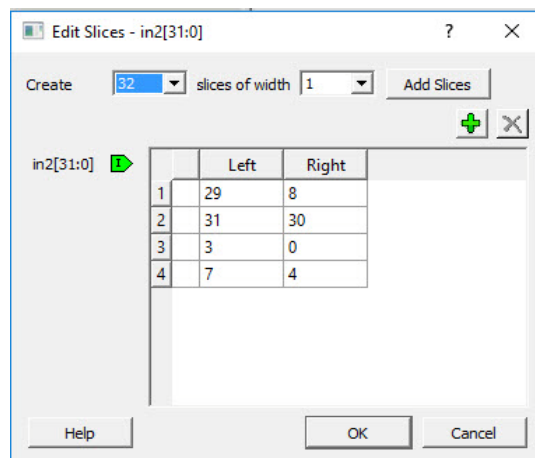 Edit Slices - in2[31:0] ? ×
Create 32 slices of width 1 Add Slices
in2[31:0] I
Left Right
1 29 8
2 31 30
3 3 0
4 7 4
Help OK Cancel